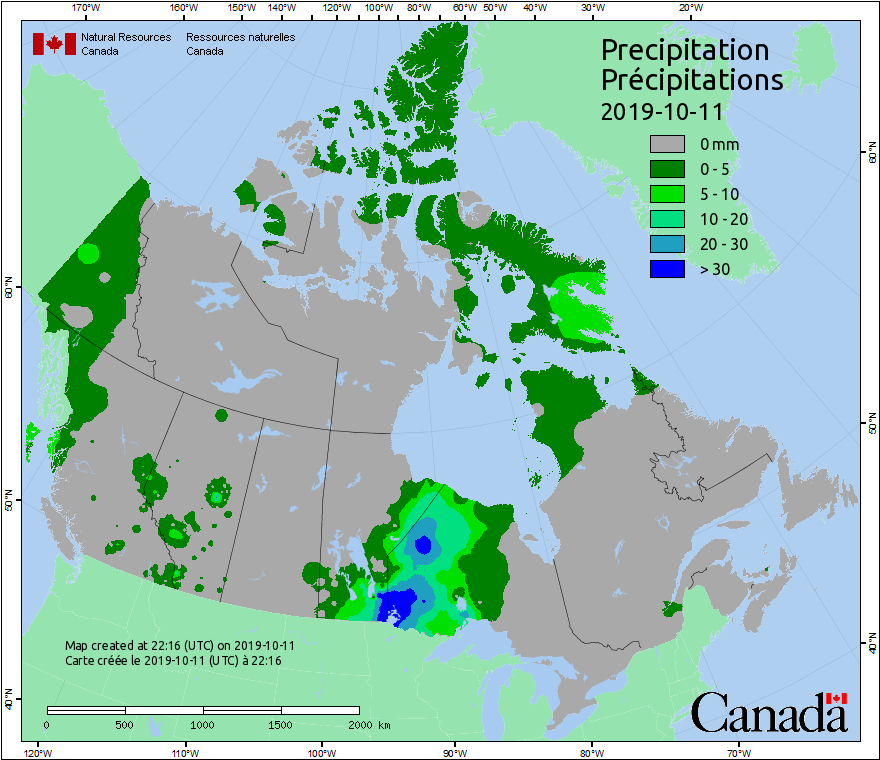 170°W 160°W 150°W 140°W 130°W 120°W 110°W 100°W 90°W 80°W 60°W 50°W 40°W 30°W 20°W
Natural Resources Ressources naturelles
Canada Canada
Precipitation
Précipitations
2019-10-11
0 mm
0 - 5
5 - 10
10 - 20
20 - 30
> 30
60°N
60°N
50°N
50°N
40°N
40°N
Map created at 22:16 (UTC) on 2019-10-11
Carte créée le 2019-10-11 (UTC) à 22:16
0 500 1000 1500 2000 km
Canada
120°W 110°W 100°W 90°W 80°W 70°W